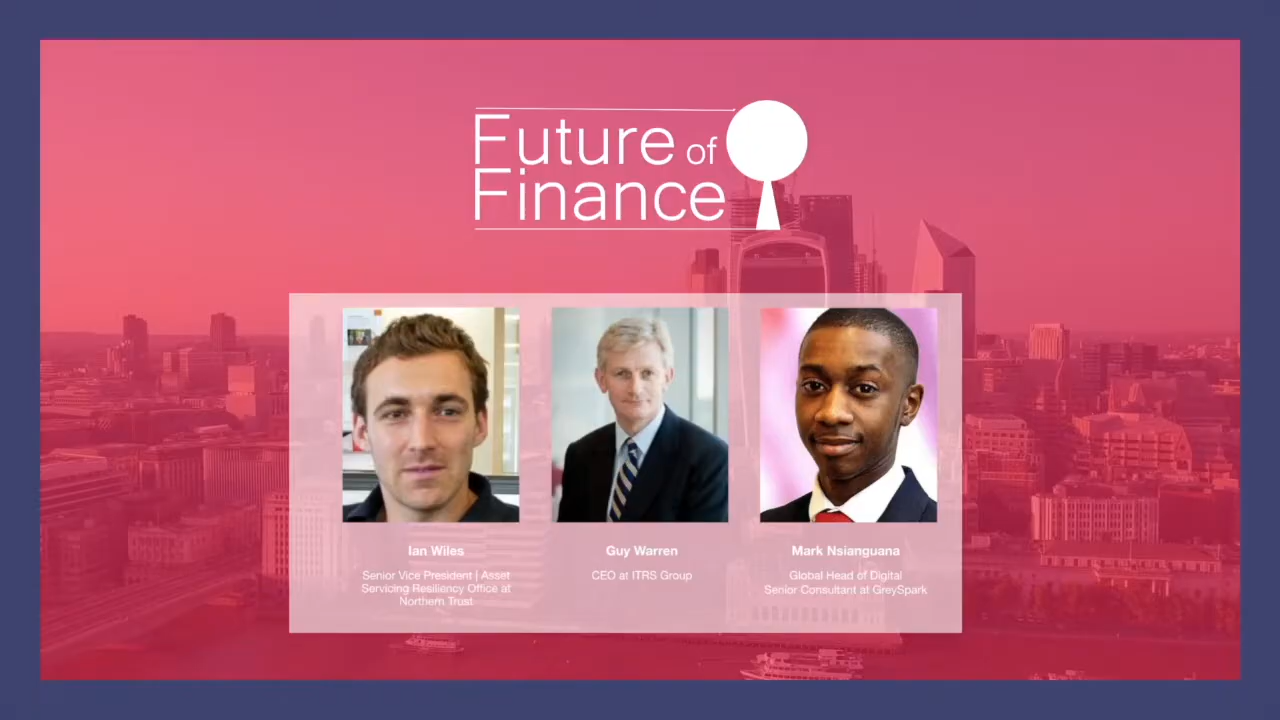 Future of
Finance
Ian Wiles
Senior Vice President | Asset
Servicing Resiliency Office at
Northern Trust
Guy Warren
CEO at ITRS Group
Mark Nsianguana
Global Head of Digital
Senior Consultant at GreySpark